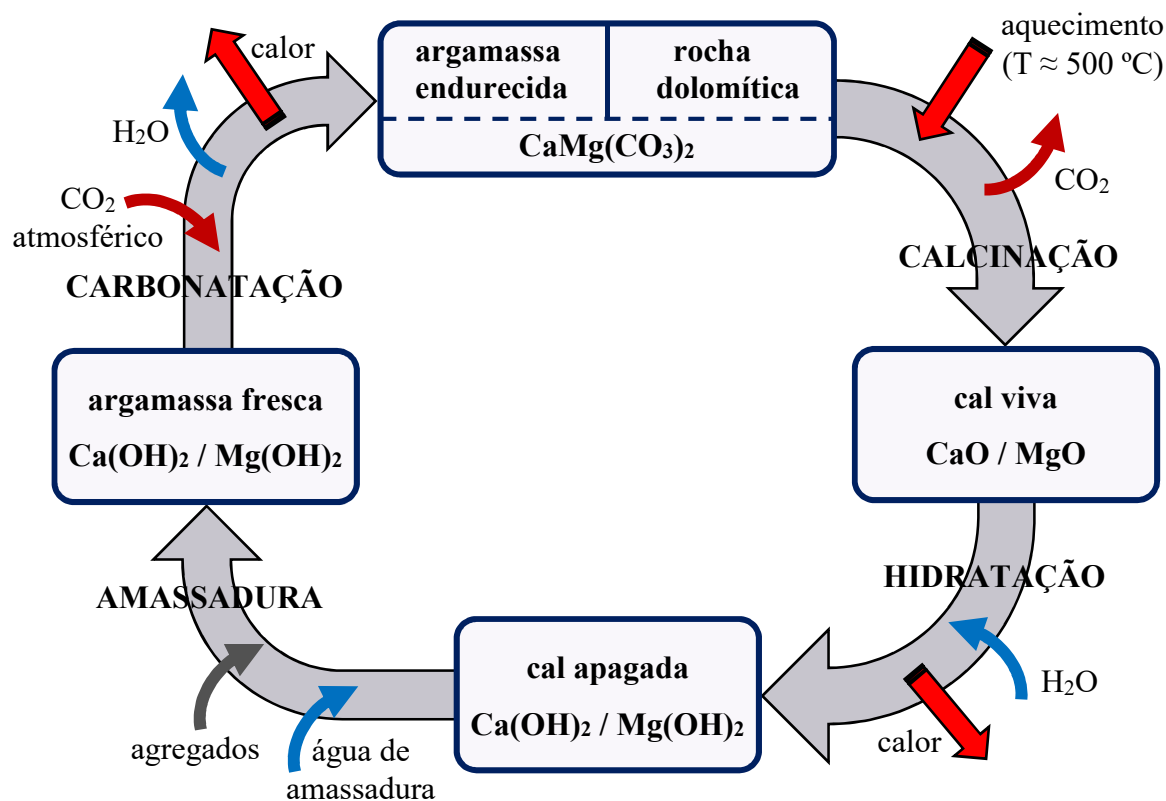 argamassa
endurecida
rocha
dolomítica
CaMg(CO₃)₂
aquecimento
(T ≈ 500 ºC)
CO₂
CALCINAÇÃO
cal viva
CaO / MgO
HIDRATAÇÃO
H₂O
calor
cal apagada
Ca(OH)₂ / Mg(OH)₂
água de
amassadura
agregados
AMASSADURA
argamassa fresca
Ca(OH)₂ / Mg(OH)₂
CARBONATAÇÃO
CO₂
atmosférico
H₂O
calor